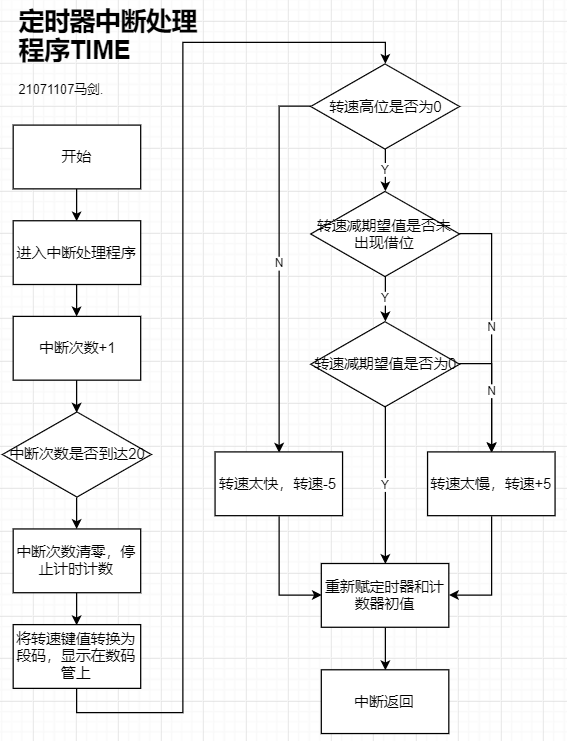 定时器中断处理
程序TIME
21071107马剑.
开始
进入中断处理程序
中断次数+1
中断次数是否到达20
中断次数清零，停
止计时计数
将转速键值转换为
段码，显示在数码
管上
转速高位是否为0
Y
转速减期望值是否未
出现借位
N
Y
N
转速减期望值是否为0
N
转速太快，转速-5
Y
转速太慢，转速+5
重新赋定时器和计
数器初值
中断返回